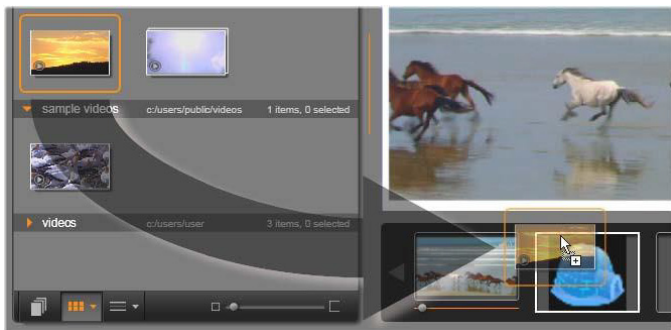 sample videos c:/users/public/videos 1 items, 0 selected
videos c:/users/user 3 items, 0 selected